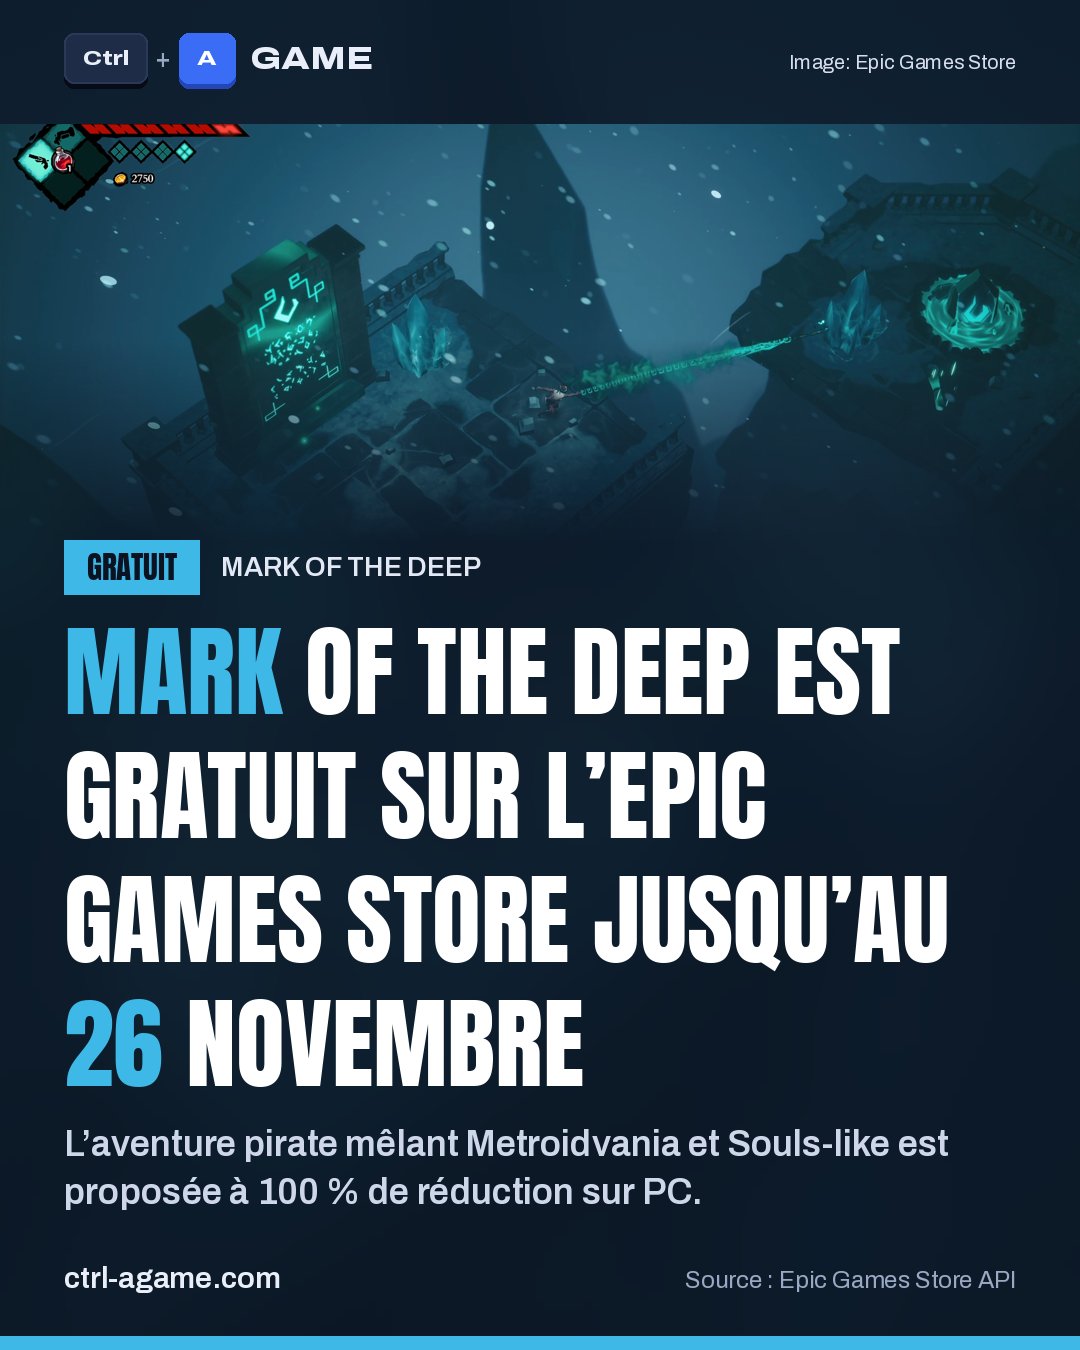 Ctrl + A GAME
Image: Epic Games Store
2750
1
GRATUIT MARK OF THE DEEP
MARK OF THE DEEP EST
GRATUIT SUR L’EPIC
GAMES STORE JUSQU’AU
26 NOVEMBRE
L’aventure pirate mêlant Metroidvania et Souls-like est
proposée à 100 % de réduction sur PC.
ctrl-agame.com
Source : Epic Games Store API